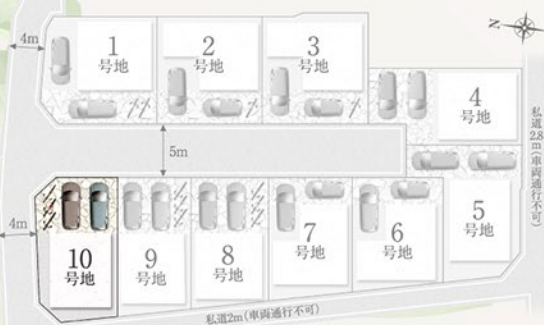 N
4m
1
号地
2
号地
3
号地
4
号地
5m
私道2.8m(車両通行不可)
4m
10
号地
9
号地
8
号地
7
号地
6
号地
5
号地
私道2m(車両通行不可)